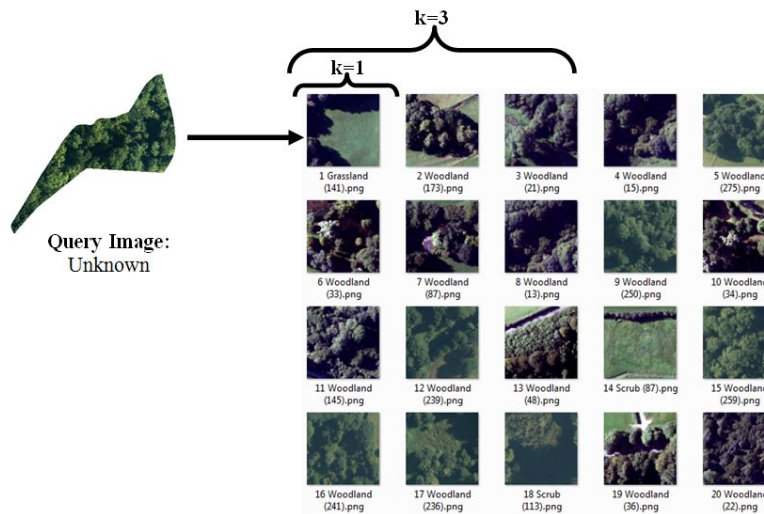 k=3
k=1
Query Image:
Unknown
1 Grassland
(141).png
2 Woodland
(173).png
3 Woodland
(21).png
4 Woodland
(15).png
5 Woodland
(275).png
6 Woodland
(33).png
7 Woodland
(87).png
8 Woodland
(13).png
9 Woodland
(250).png
10 Woodland
(34).png
11 Woodland
(145).png
12 Woodland
(239).png
13 Woodland
(48).png
14 Scrub (87).png
15 Woodland
(259).png
16 Woodland
(241).png
17 Woodland
(236).png
18 Scrub
(113).png
19 Woodland
(36).png
20 Woodland
(22).png